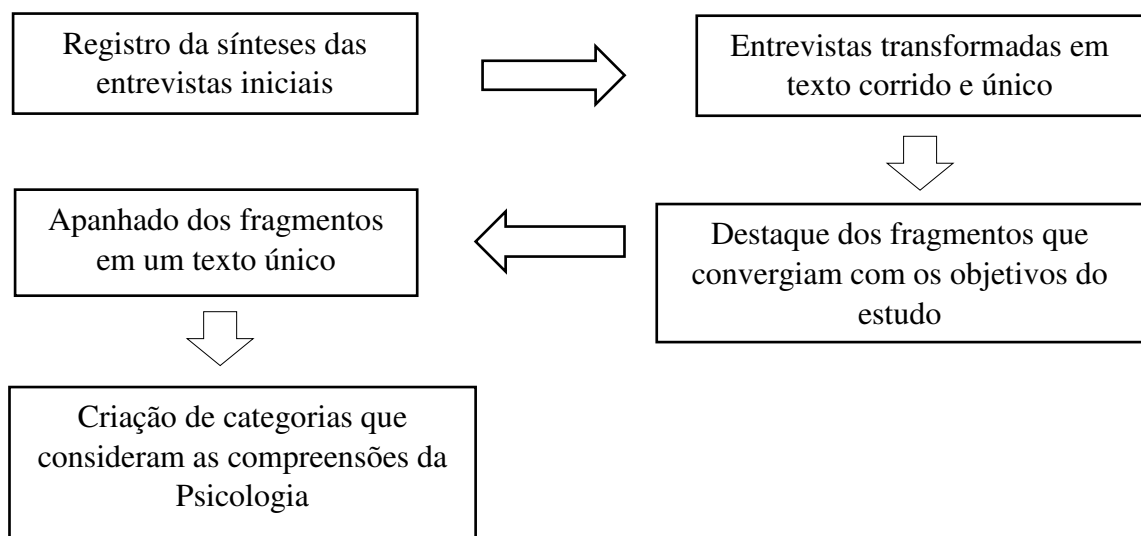 Registro da sínteses das
entrevistas iniciais
Entrevistas transformadas em
texto corrido e único
Destaque dos fragmentos que
convergiam com os objetivos do
estudo
Apanhado dos fragmentos
em um texto único
Criação de categorias que
consideram as compreensões da
Psicologia